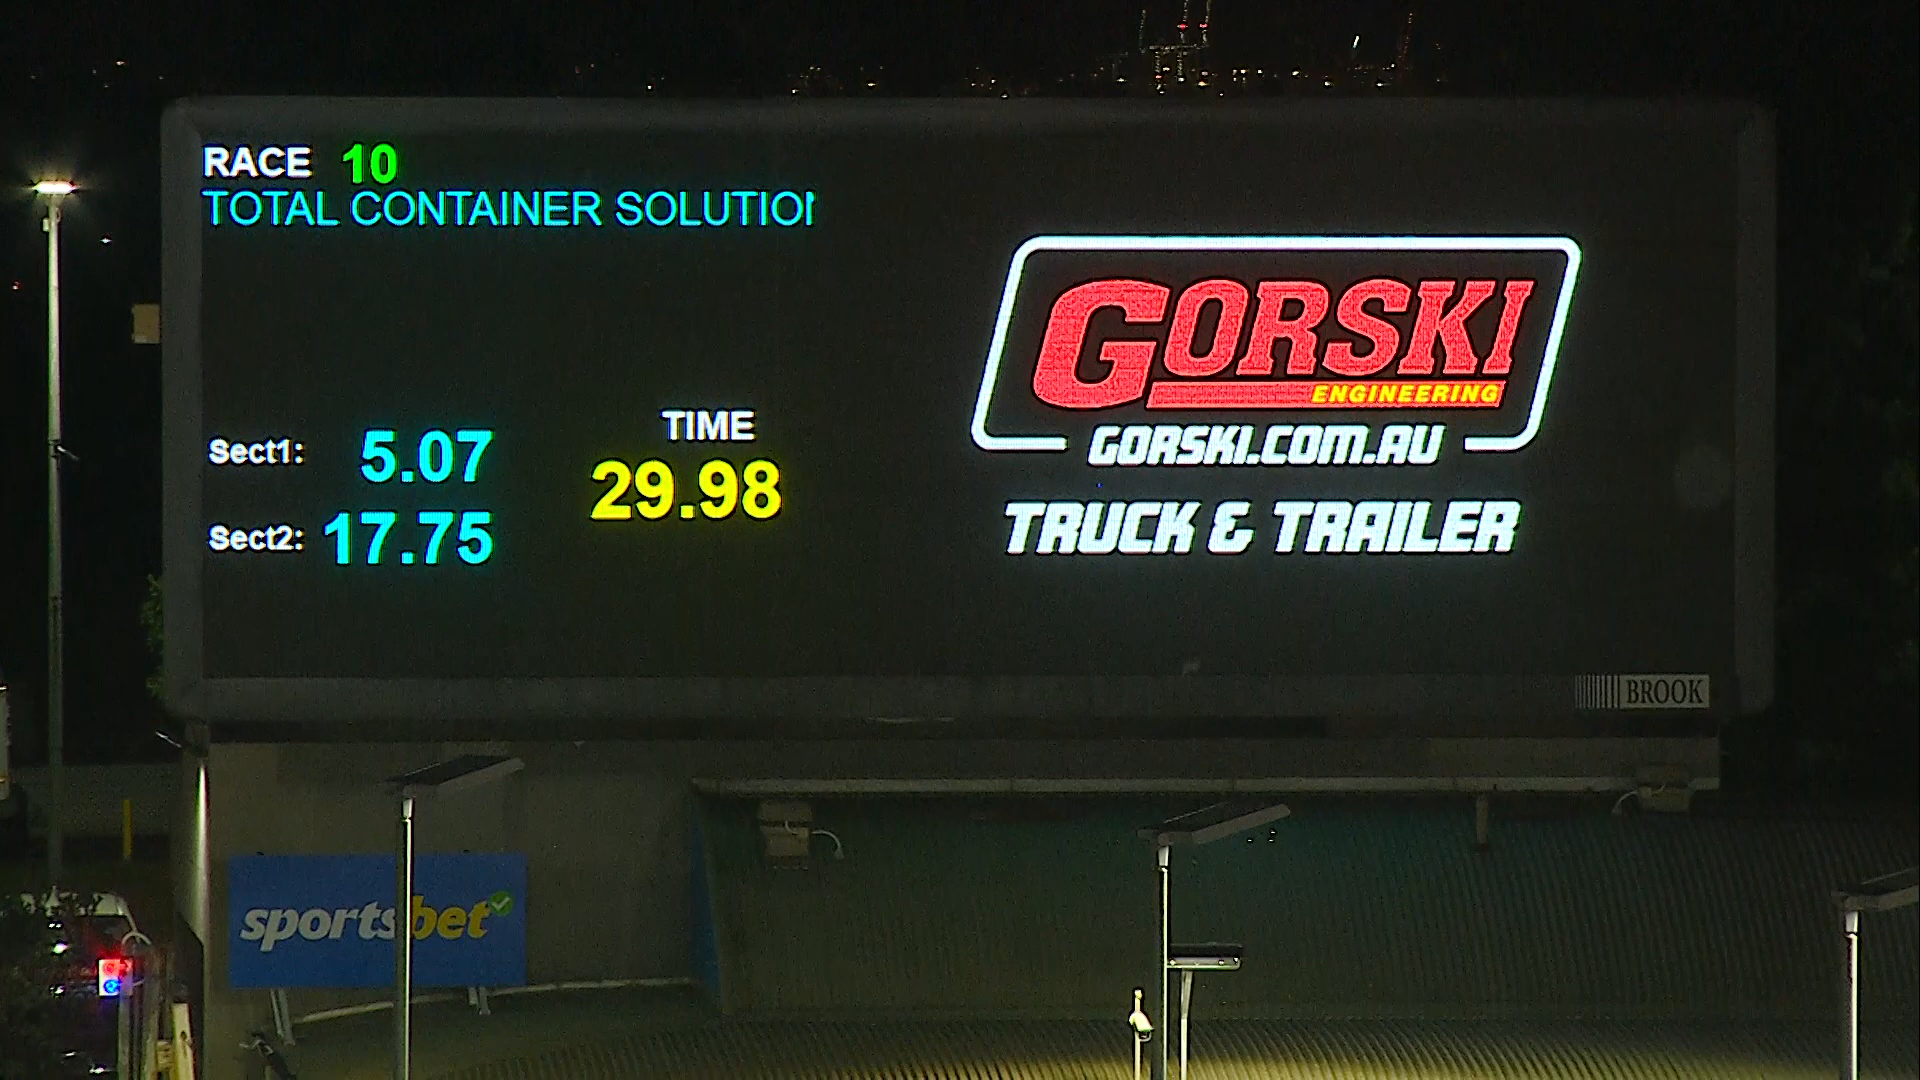 RACE 10
TOTAL CONTAINER SOLUTION
Sect1: 5.07
Sect2: 17.75
TIME
29.98
GORSKI
ENGINEERING
GORSKI.COM.AU
TRUCK & TRAILER
BROOK
sportsbet